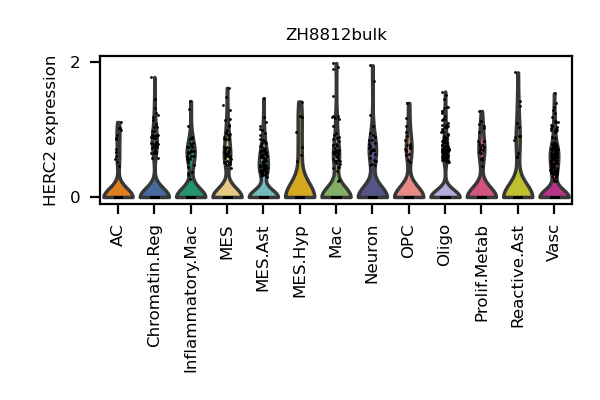 ZH8812bulk
HERC2 expression
2
0
AC
Chromatin.Reg
Inflammatory.Mac
MES
MES.Ast
MES.Hyp
Mac
Neuron
OPC
Oligo
Prolif.Metab
Reactive.Ast
Vasc